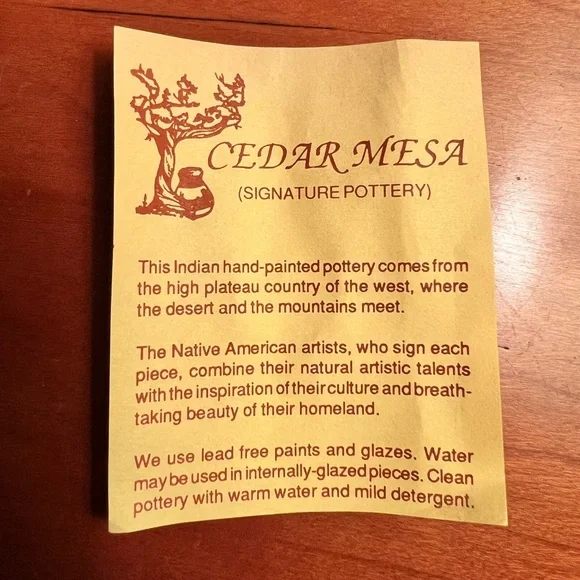 CEDAR MESA
(SIGNATURE POTTERY)
This Indian hand-painted pottery comes from
the high plateau country of the west, where
the desert and the mountains meet.
The Native American artists, who sign each
piece, combine their natural artistic talents
with the inspiration of their culture and breath-
taking beauty of their homeland.
We use lead free paints and glazes. Water
may be used in internally-glazed pieces. Clean
pottery with warm water and mild detergent.